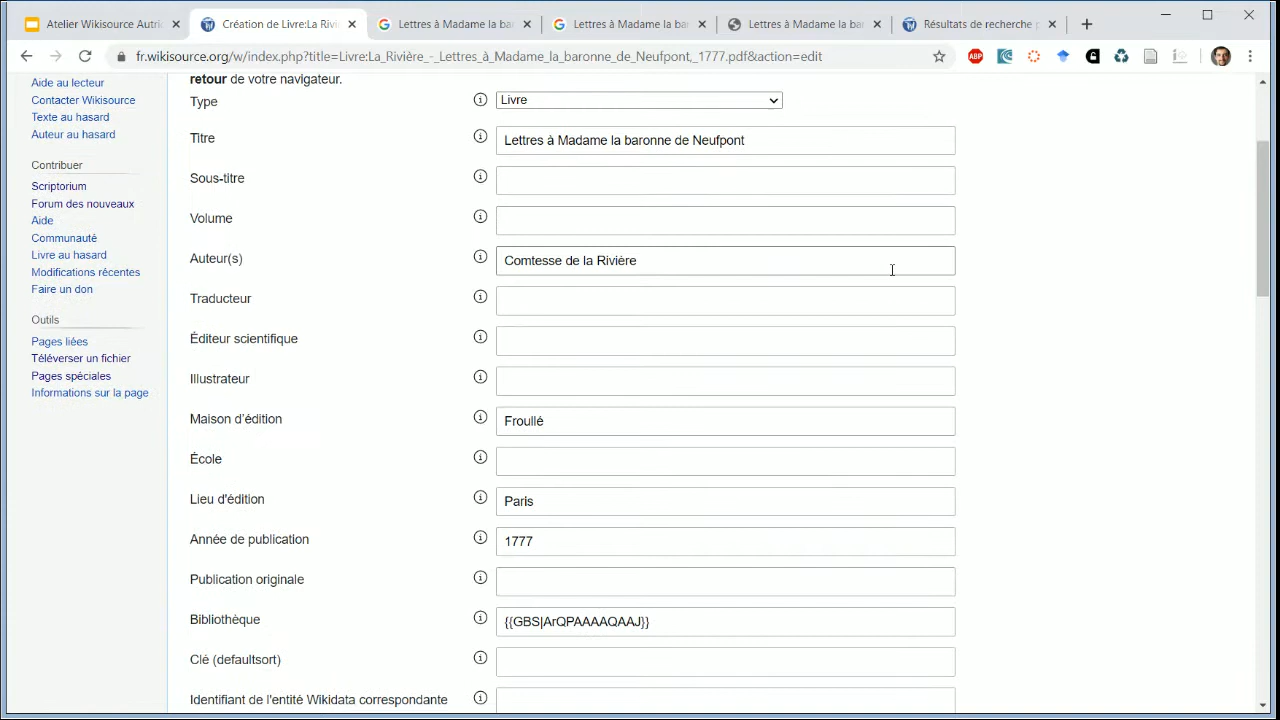 Atelier Wikisource Autri
Création de Livre:La Rivi
Lettres à Madame la ba
Lettres à Madame la ba
Lettres à Madame la ba
Résultats de recherche p
fr.wikisource.org/w/index.php?title=Livre:La_Rivière_-_Lettres_à_Madame_la_baronne_de_Neufpont,_1777.pdf&action=edit
ABP
Aide au lecteur
Contacter Wikisource
Texte au hasard
Auteur au hasard
Contribuer
Scriptorium
Forum des nouveaux
Aide
Communauté
Livre au hasard
Modifications récentes
Faire un don
Outils
Pages liées
Téléverser un fichier
Pages spéciales
Informations sur la page
retour de votre navigateur.
Type
Livre
Titre
Lettres à Madame la baronne de Neufpont
Sous-titre
Volume
Auteur(s)
Comtesse de la Rivière
Traducteur
Éditeur scientifique
Illustrateur
Maison d'édition
Froullé
École
Lieu d'édition
Paris
Année de publication
1777
Publication originale
Bibliothèque
{{GBS|ArQPAAAAQAAJ}}
Clé (defaultsort)
Identifiant de l'entité Wikidata correspondante